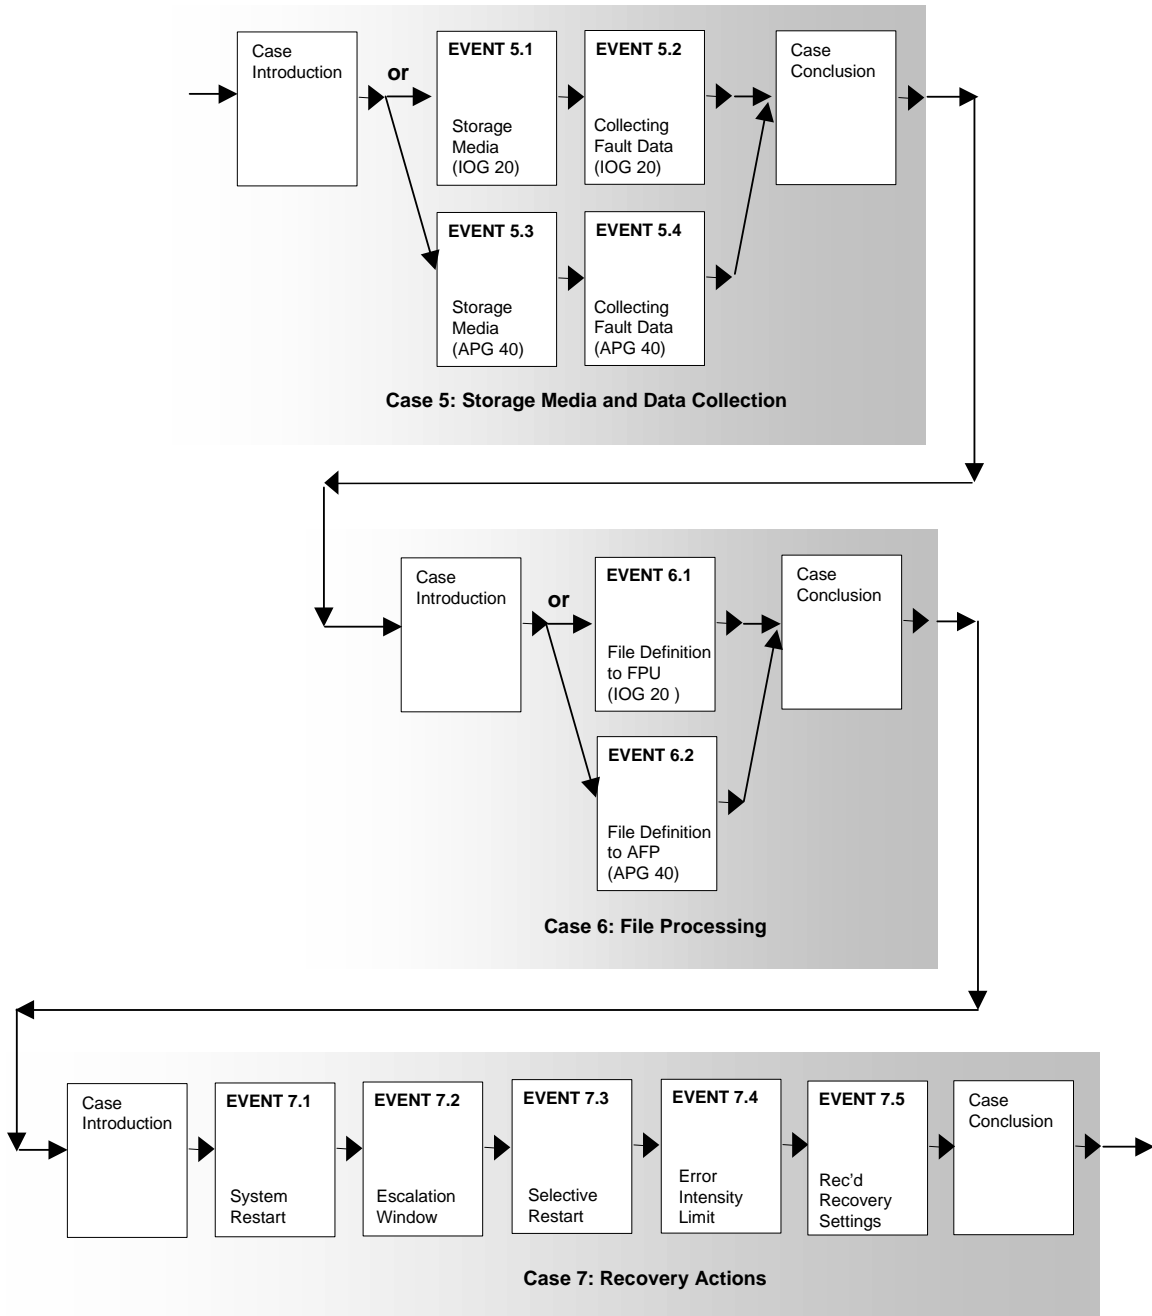 Case
Introduction
or
EVENT 5.1
Storage
Media
(IOG 20)
EVENT 5.2
Collecting
Fault Data
(IOG 20)
Case
Conclusion
EVENT 5.3
Storage
Media
(APG 40)
EVENT 5.4
Collecting
Fault Data
(APG 40)
Case 5: Storage Media and Data Collection
Case
Introduction
or
EVENT 6.1
File Definition
to FPU
(IOG 20 )
Case
Conclusion
EVENT 6.2
File Definition
to AFP
(APG 40)
Case 6: File Processing
Case
Introduction
EVENT 7.1
System
Restart
EVENT 7.2
Escalation
Window
EVENT 7.3
Selective
Restart
EVENT 7.4
Error
Intensity
Limit
EVENT 7.5
Rec'd
Recovery
Settings
Case
Conclusion
Case 7: Recovery Actions